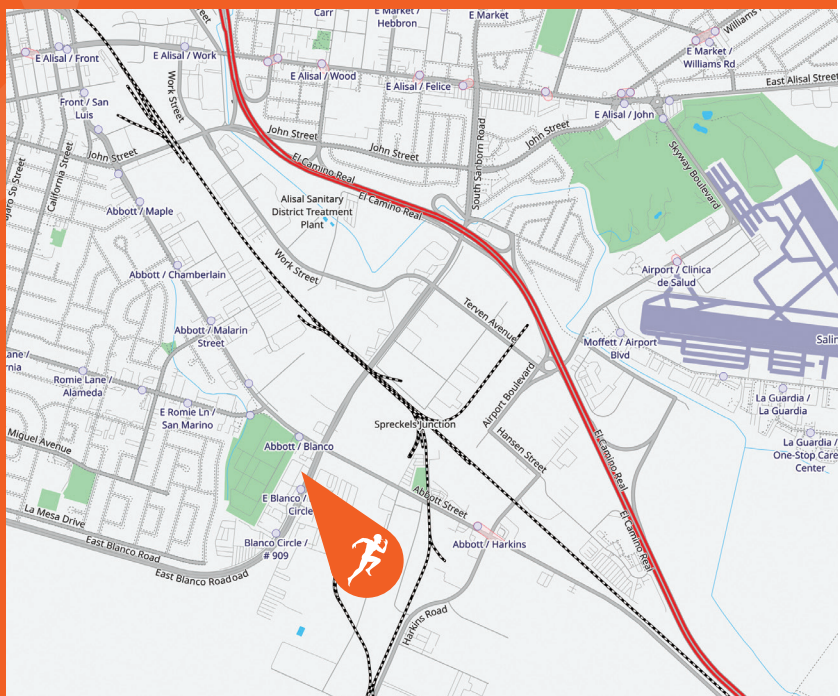 Carr
E Market /
Hebbron
E Market
Williams Rd
E Market /
Williams Rd
E Alisal / Front
E Alisal / Work
E Alisal / Wood
E Alisal / Felice
East Alisal Street
Work Street
Front / San
Luis
E Alisal / John
John Street
John Street
John Street
John Street
El Camino Real
El Camino Real
South Sanborn Road
Skyway Boulevard
California Street
Street
Abbott / Maple
Alisal Sanitary
District Treatment
Plant
Work Street
Abbott / Chamberlain
Airport / Clinica
de Salud
Terven Avenue
Abbott / Malarin
Street
Moffett / Airport
Blvd
Salin
Romie Lane /
Alameda
La Guardia /
La Guardia
E Romie Ln /
San Marino
Airport Boulevard
Spreckels Junction
Hansen Street
El Camino Real
Miguel Avenue
Abbott / Blanco
La Guardia /
One-Stop Care
Center
E Blanco /
Circle
Abbott Street
La Mesa Drive
El Camino Real
East Blanco Road
Blanco Circle /
# 909
Abbott / Harkins
East Blanco Roadoad
Harkins Road